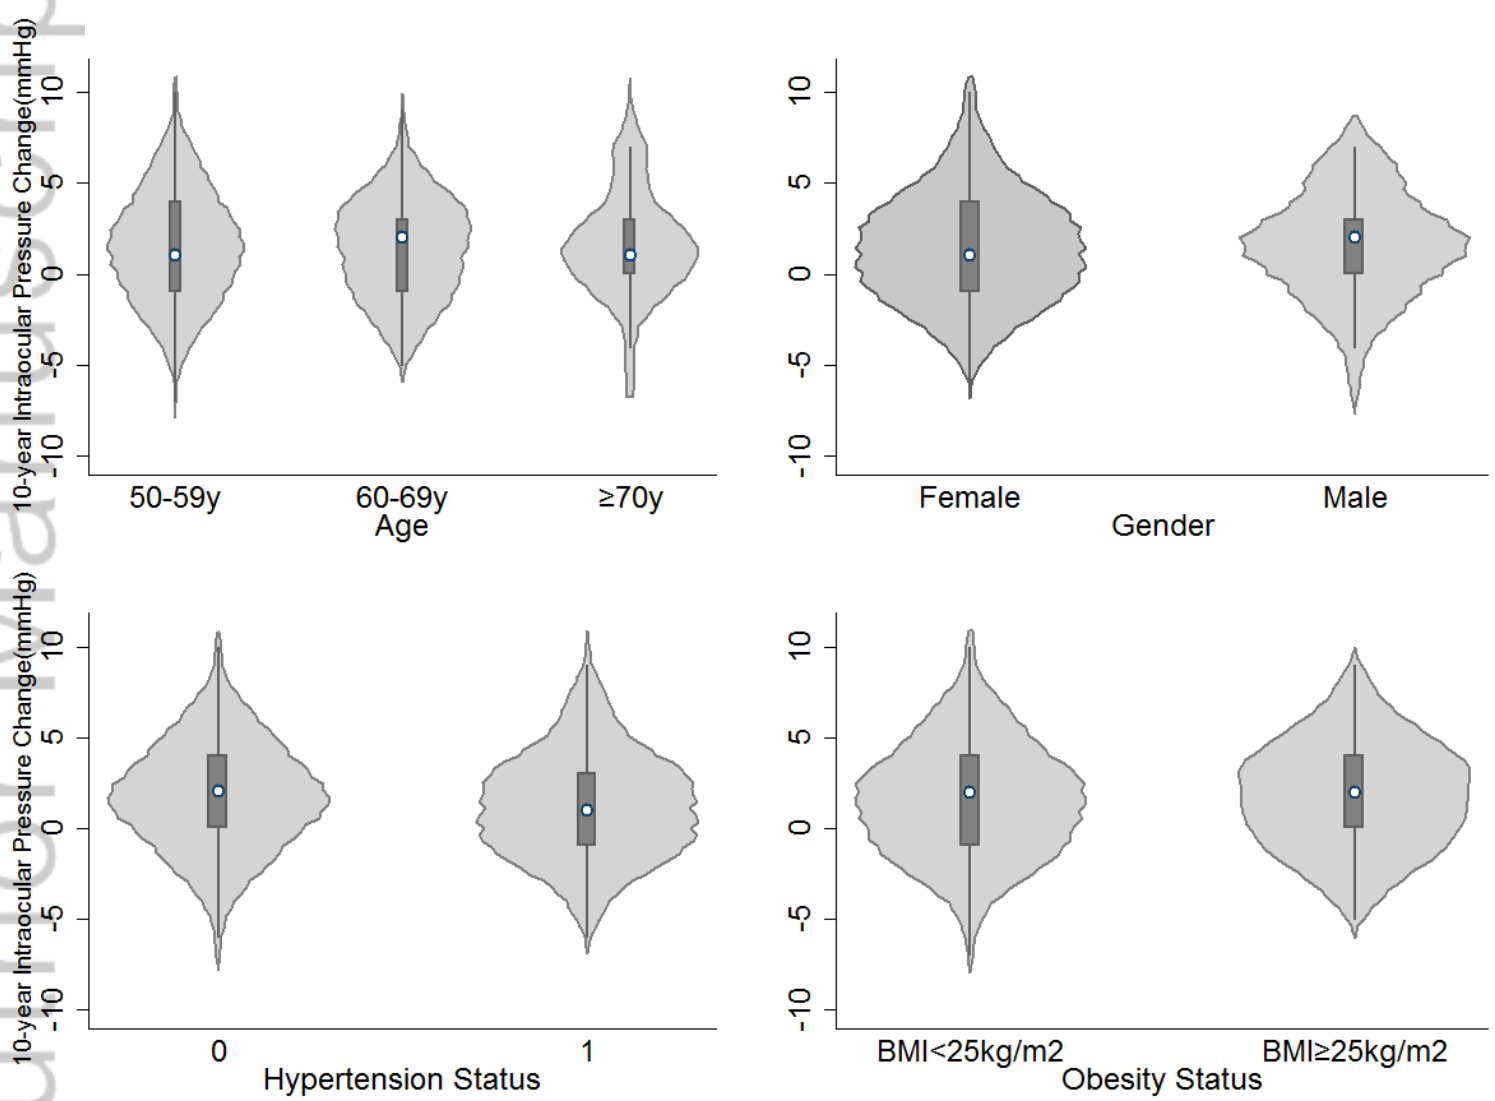 10-year Intraocular Pressure Change(mmHg)
10
5
0
-5
-10
50-59y 60-69y ≥70y
Age
10
5
0
-5
-10
Female Male
Gender
10-year Intraocular Pressure Change(mmHg)
10
5
0
-5
-10
0 1
Hypertension Status
10
5
0
-5
-10
BMI<25kg/m2 BMI≥25kg/m2
Obesity Status